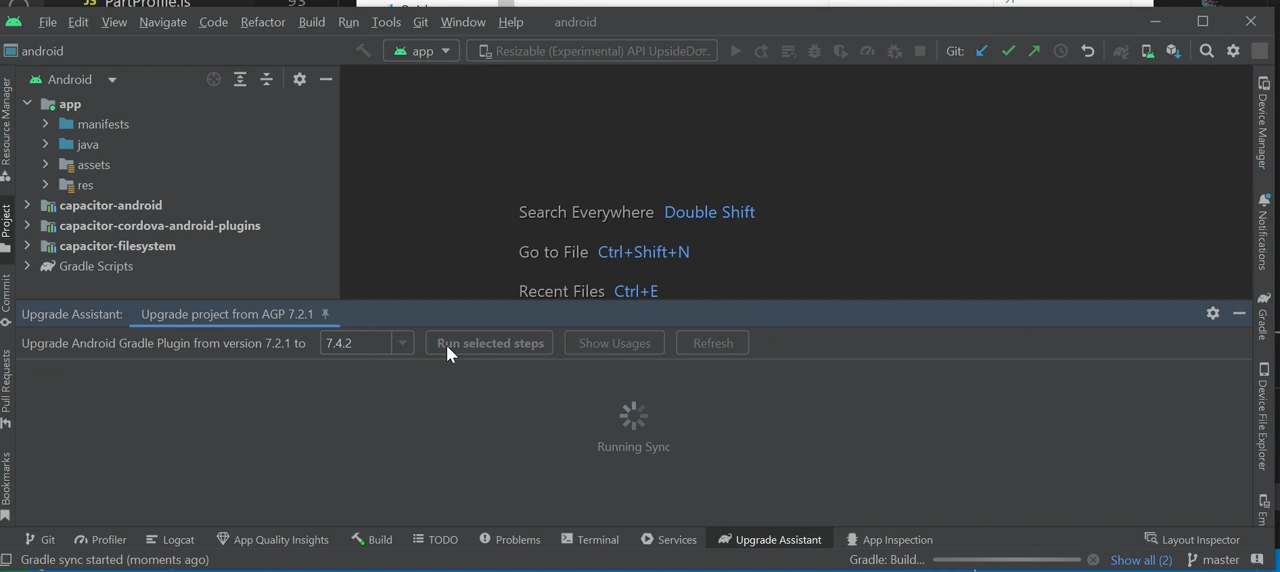 PartProfile.js 93
File Edit View Navigate Code Refactor Build Run Tools Git Window Help android
android app Resizable (Experimental) API UpsideDo... Git:
Android
app
manifests
java
assets
res
capacitor-android
capacitor-cordova-android-plugins
capacitor-filesystem
Gradle Scripts
Search Everywhere Double Shift
Go to File Ctrl+Shift+N
Recent Files Ctrl+E
Resource Manager
Project
Commit
Pull Requests
Bookmarks
Device Manager
Notifications
Gradle
Device File Explorer
Em
Upgrade Assistant: Upgrade project from AGP 7.2.1
Upgrade Android Gradle Plugin from version 7.2.1 to 7.4.2 Run selected steps Show Usages Refresh
Running Sync
Git Profiler Logcat App Quality Insights Build TODO Problems Terminal Services Upgrade Assistant App Inspection Layout Inspector
Gradle sync started (moments ago) Gradle: Build... Show all (2) master